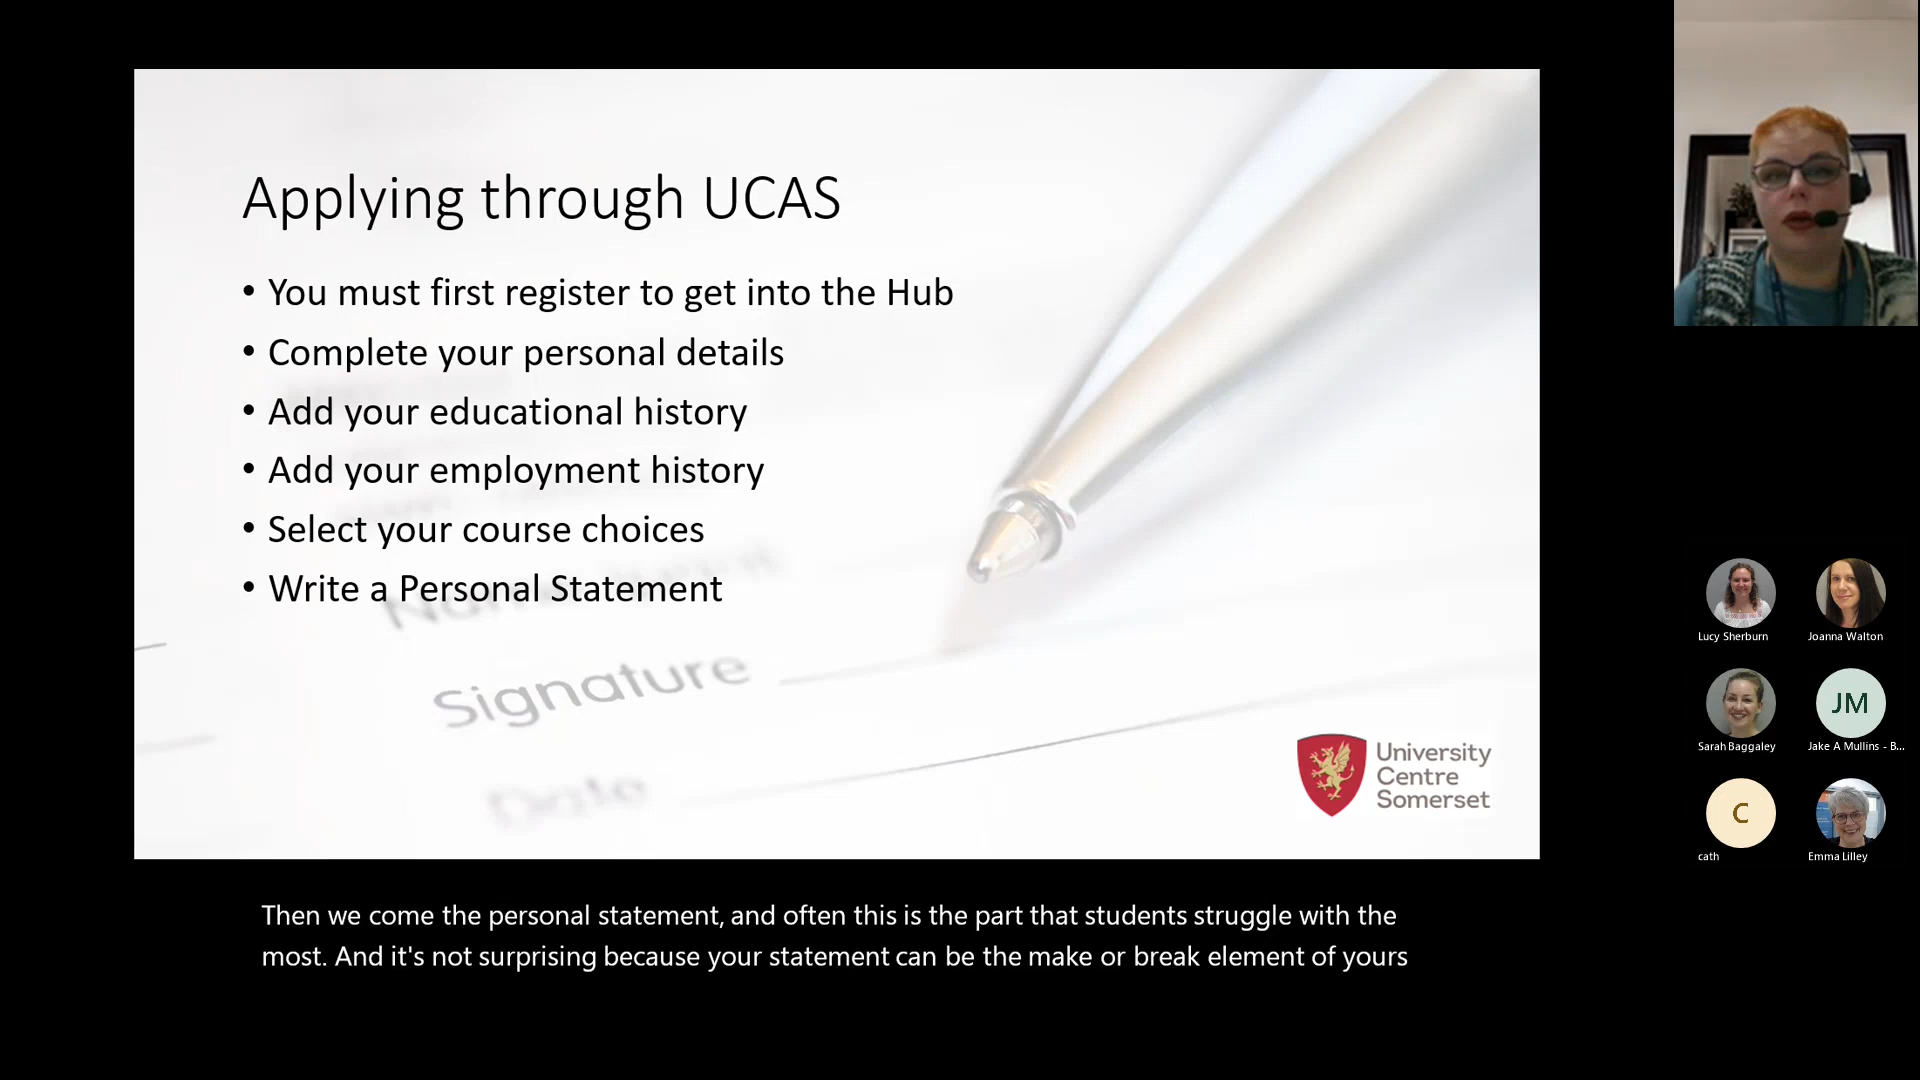 Applying through UCAS
• You must first register to get into the Hub
• Complete your personal details
• Add your educational history
• Add your employment history
• Select your course choices
• Write a Personal Statement
Signature
Date
University
Centre
Somerset
Lucy Sherburn
Joanna Walton
Sarah Baggaley
JM
Jake A Mullins - B...
C
cath
Emma Lilley
Then we come the personal statement, and often this is the part that students struggle with the
most. And it's not surprising because your statement can be the make or break element of yours